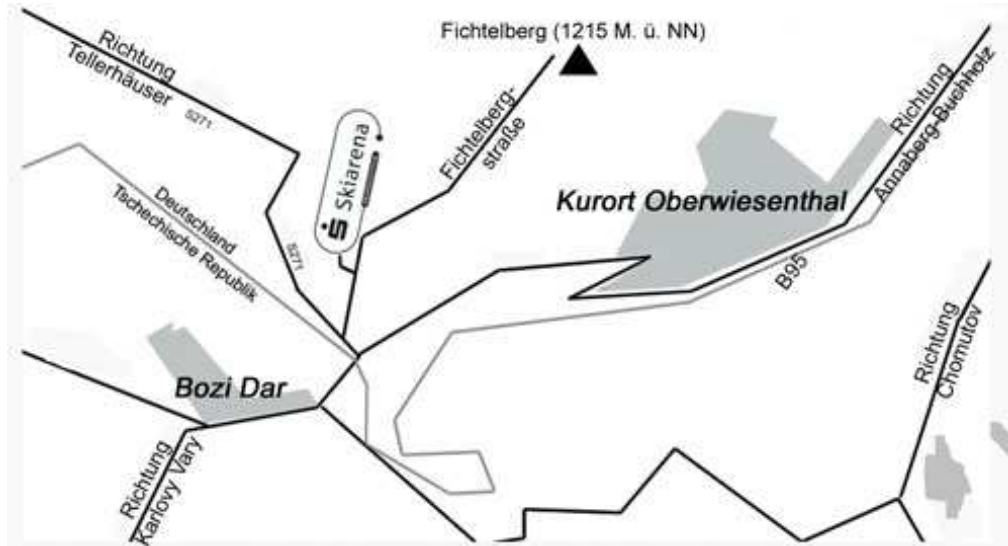 Fichtelberg (1215 M. ü. NN)
Richtung
Tellerhäuser
S271
Skiarena
Fichtelberg-
straße
Richtung
Annaberg-Buchholz
Kurort Oberwiesenthal
B95
Deutschland
Tschechische Republik
S271
Bozi Dar
Richtung
Karlovy Vary
Richtung
Chomutov